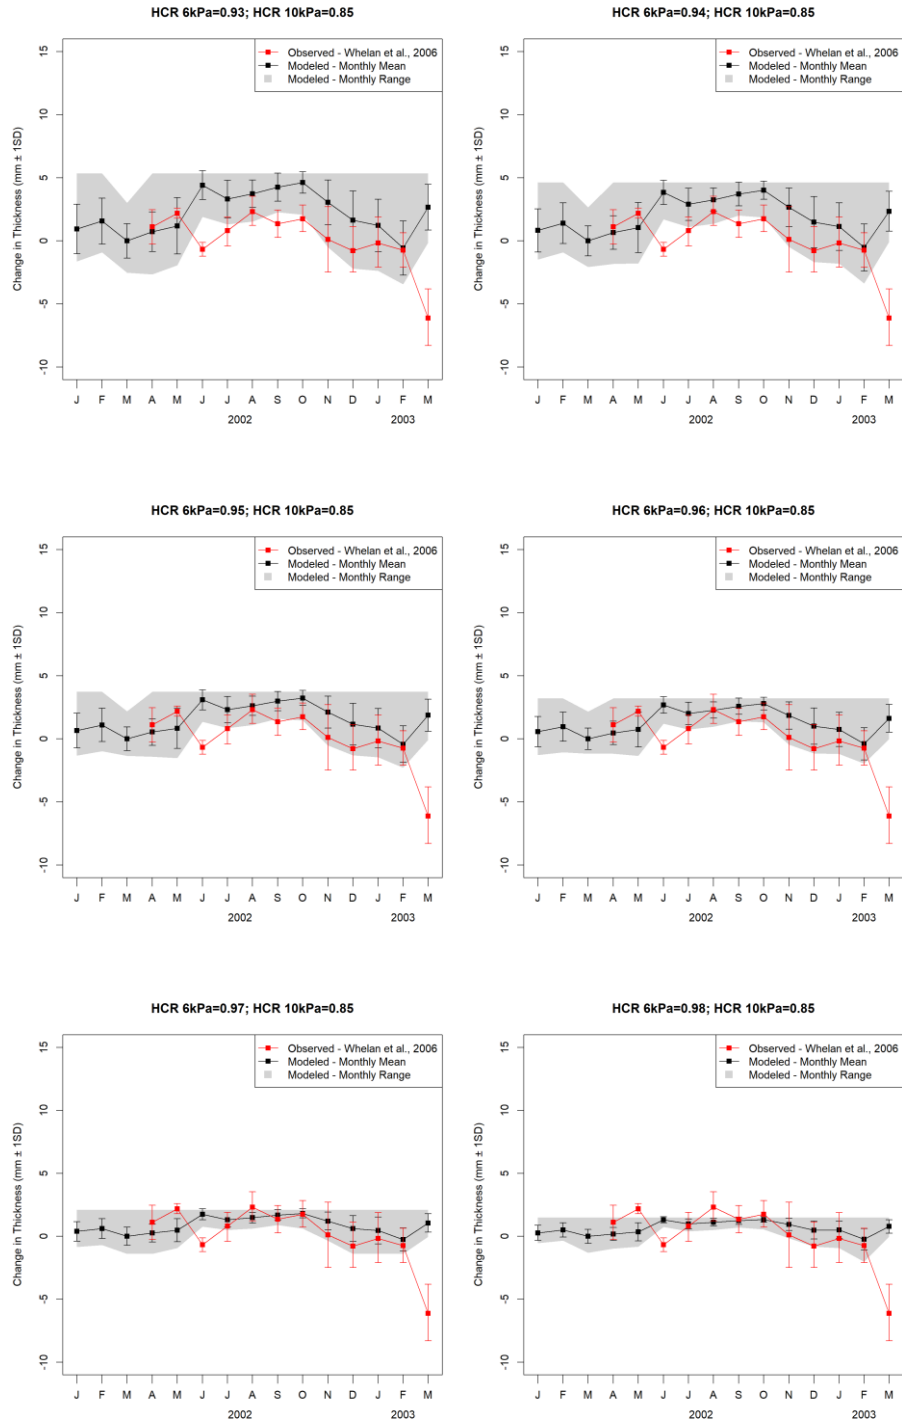 HCR 6kPa=0.93; HCR 10kPa=0.85
Observed - Whelan et al., 2006
Modeled - Monthly Mean
Modeled - Monthly Range
Change in Thickness (mm ± 1SD)
15
10
5
0
-5
-10
J F M A M J J A S O N D J F M
2002 2003
HCR 6kPa=0.94; HCR 10kPa=0.85
Observed - Whelan et al., 2006
Modeled - Monthly Mean
Modeled - Monthly Range
Change in Thickness (mm ± 1SD)
15
10
5
0
-5
-10
J F M A M J J A S O N D J F M
2002 2003
HCR 6kPa=0.95; HCR 10kPa=0.85
Observed - Whelan et al., 2006
Modeled - Monthly Mean
Modeled - Monthly Range
Change in Thickness (mm ± 1SD)
15
10
5
0
-5
-10
J F M A M J J A S O N D J F M
2002 2003
HCR 6kPa=0.96; HCR 10kPa=0.85
Observed - Whelan et al., 2006
Modeled - Monthly Mean
Modeled - Monthly Range
Change in Thickness (mm ± 1SD)
15
10
5
0
-5
-10
J F M A M J J A S O N D J F M
2002 2003
HCR 6kPa=0.97; HCR 10kPa=0.85
Observed - Whelan et al., 2006
Modeled - Monthly Mean
Modeled - Monthly Range
Change in Thickness (mm ± 1SD)
15
10
5
0
-5
-10
J F M A M J J A S O N D J F M
2002 2003
HCR 6kPa=0.98; HCR 10kPa=0.85
Observed - Whelan et al., 2006
Modeled - Monthly Mean
Modeled - Monthly Range
Change in Thickness (mm ± 1SD)
15
10
5
0
-5
-10
J F M A M J J A S O N D J F M
2002 2003